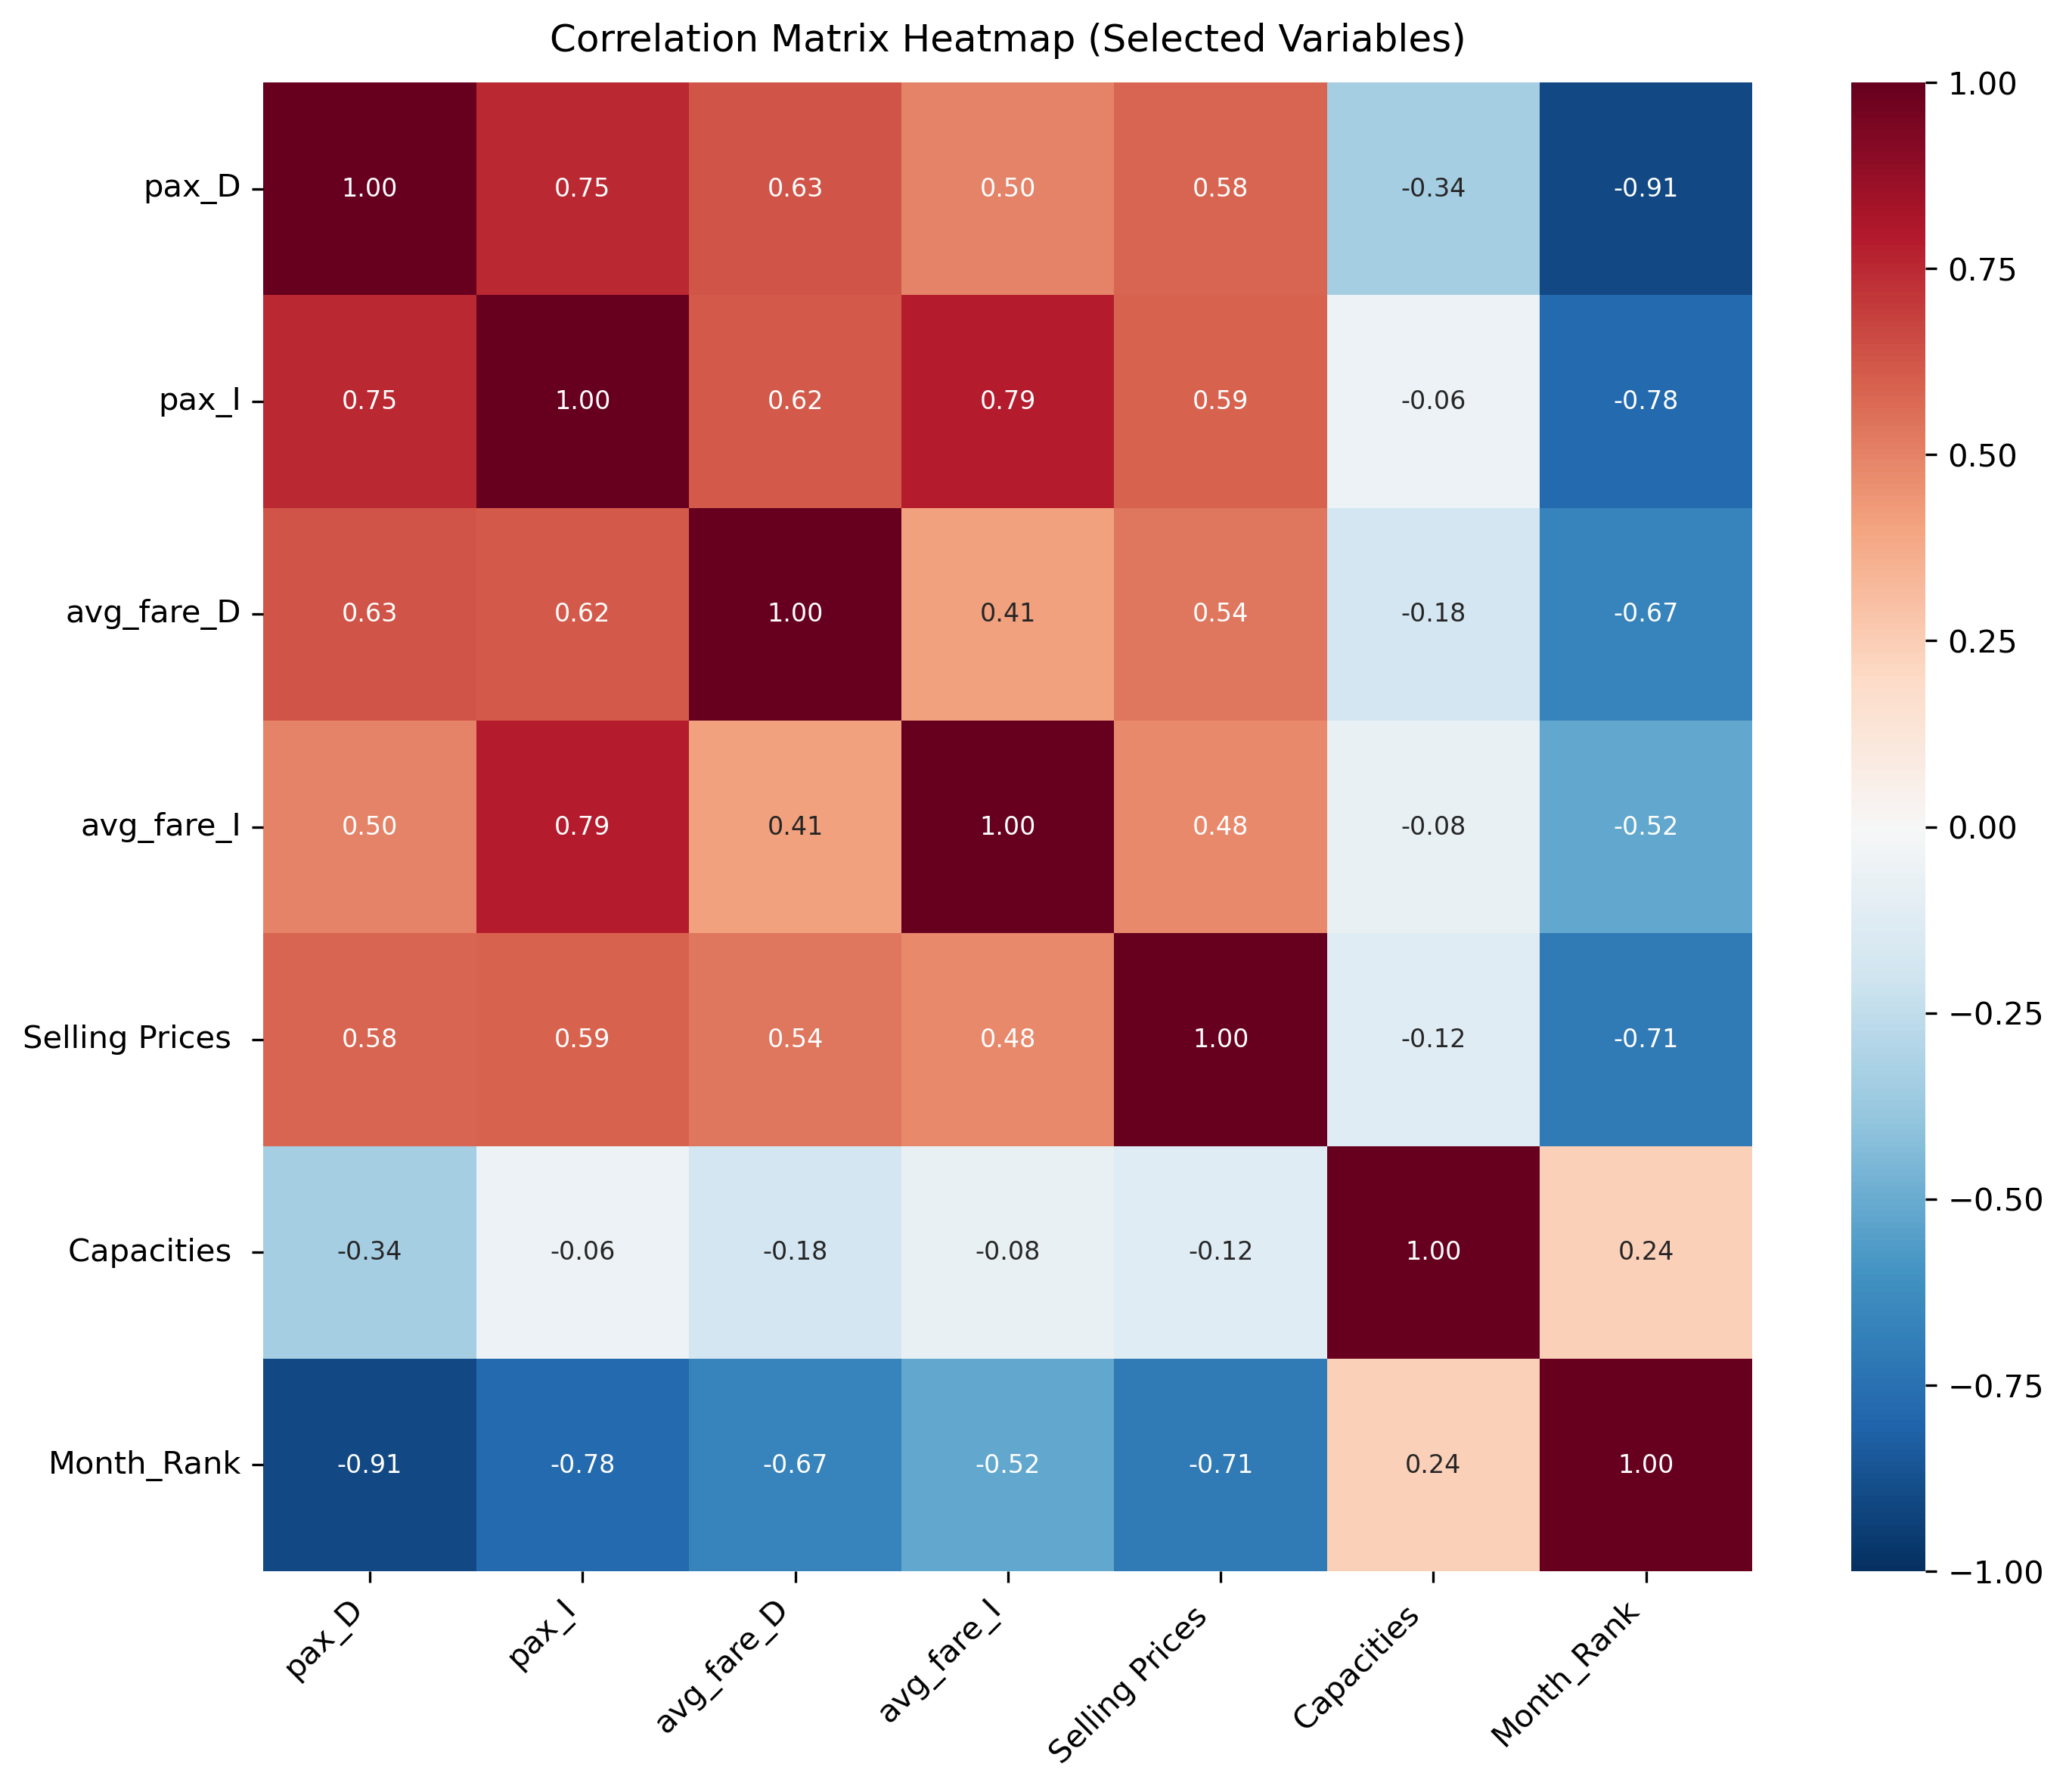 Correlation Matrix Heatmap (Selected Variables)
pax_D 1.00 0.75 0.63 0.50 0.58 -0.34 -0.91
pax_I 0.75 1.00 0.62 0.79 0.59 -0.06 -0.78
avg_fare_D 0.63 0.62 1.00 0.41 0.54 -0.18 -0.67
avg_fare_I 0.50 0.79 0.41 1.00 0.48 -0.08 -0.52
Selling Prices 0.58 0.59 0.54 0.48 1.00 -0.12 -0.71
Capacities -0.34 -0.06 -0.18 -0.08 -0.12 1.00 0.24
Month_Rank -0.91 -0.78 -0.67 -0.52 -0.71 0.24 1.00
pax_D pax_I avg_fare_D avg_fare_I Selling Prices Capacities Month_Rank
1.00
0.75
0.50
0.25
0.00
−0.25
−0.50
−0.75
−1.00